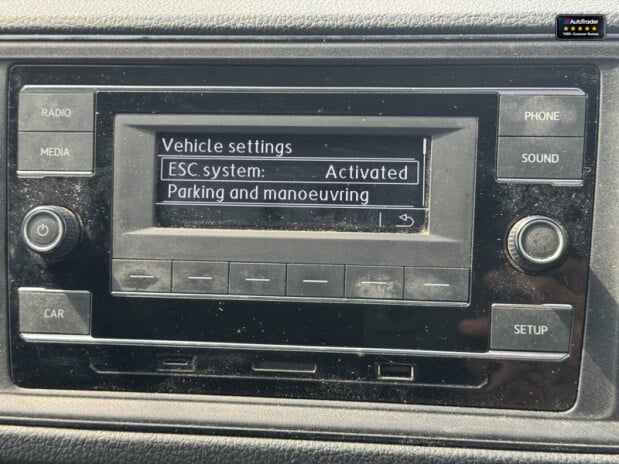 AutoTrader
RADIO
MEDIA
PHONE
SOUND
Vehicle settings
ESC system: Activated
Parking and manoeuvring
CAR
SETUP